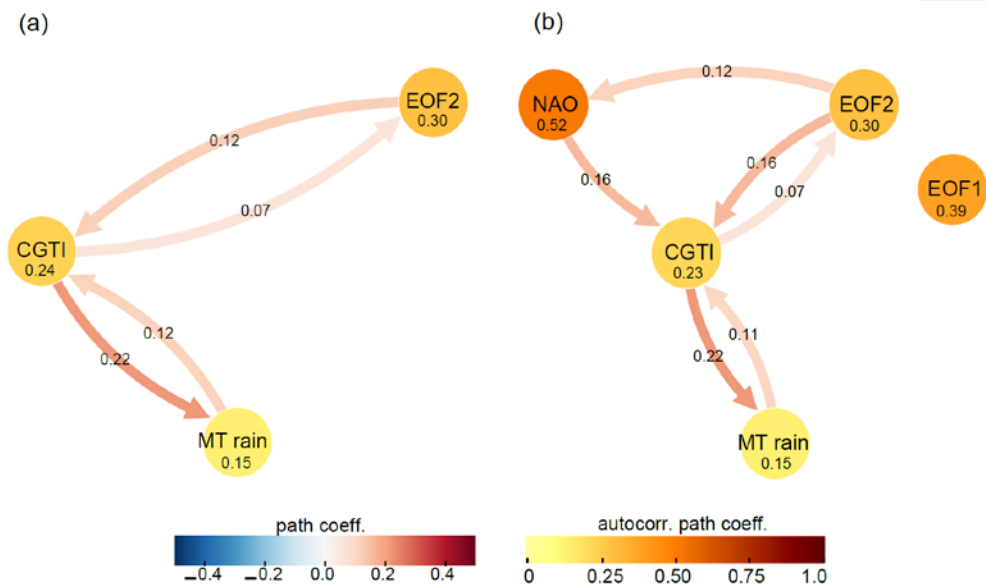 (a)
(b)
0.12
0.12
NAO
0.52
EOF2
0.30
EOF2
0.30
0.16
0.16
0.07
0.07
EOF1
0.39
CGTI
0.24
CGTI
0.23
0.12
0.22
0.11
0.22
MT rain
0.15
MT rain
0.15
path coeff.
autocorr. path coeff.
−0.4 −0.2 0.0 0.2 0.4
0 0.25 0.50 0.75 1.0